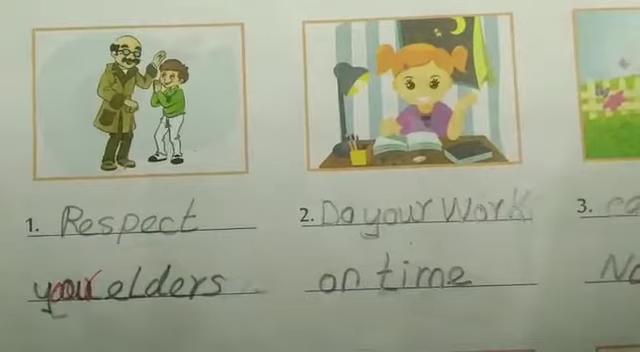 1. Respect
your elders
2. Do your Work
on time
3.